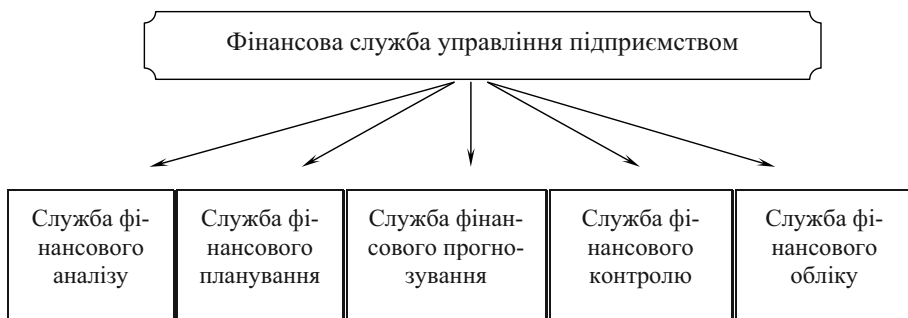 Фінансова служба управління підприємством
Служба фі-
нансового
аналізу
Служба фі-
нансового
планування
Служба фінан-
сового прогно-
зування
Служба фі-
нансового
контролю
Служба фі-
нансового
обліку